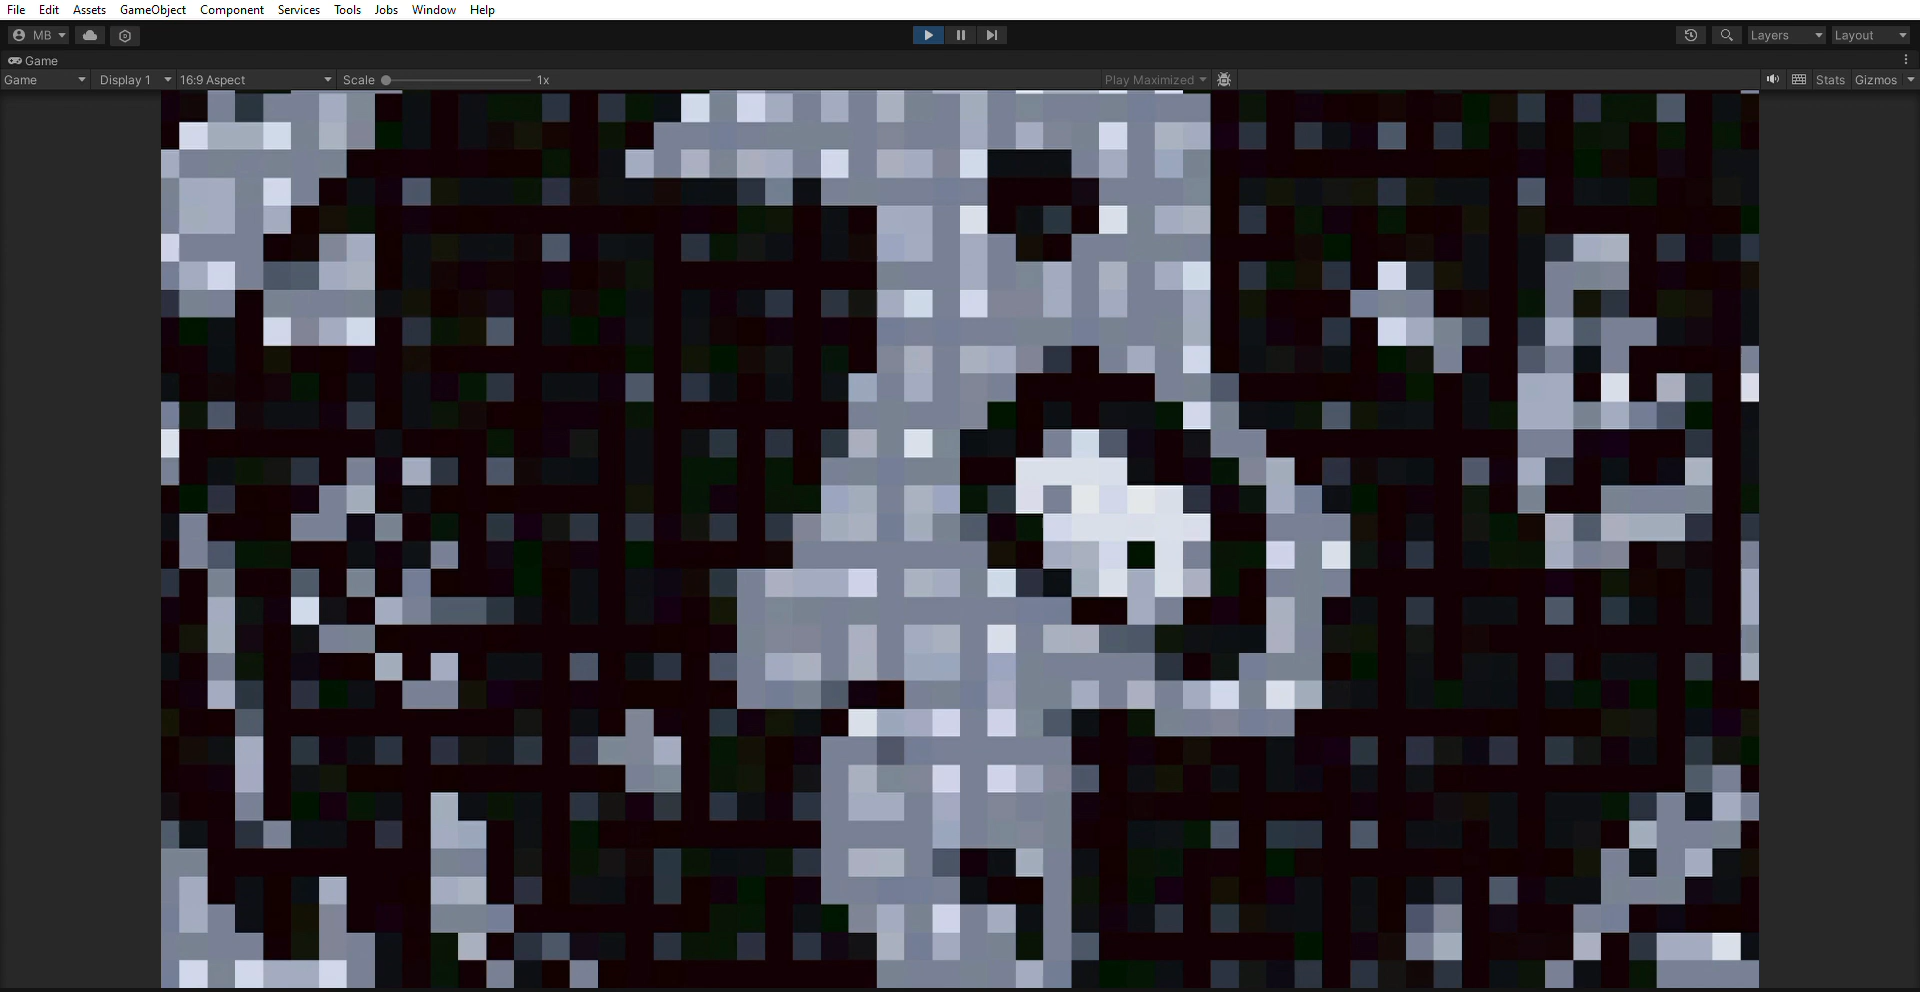 File Edit Assets GameObject Component Services Tools Jobs Window Help
MB Layers Layout
Game
Game Display 1 16:9 Aspect Scale 1x Play Maximized Stats Gizmos